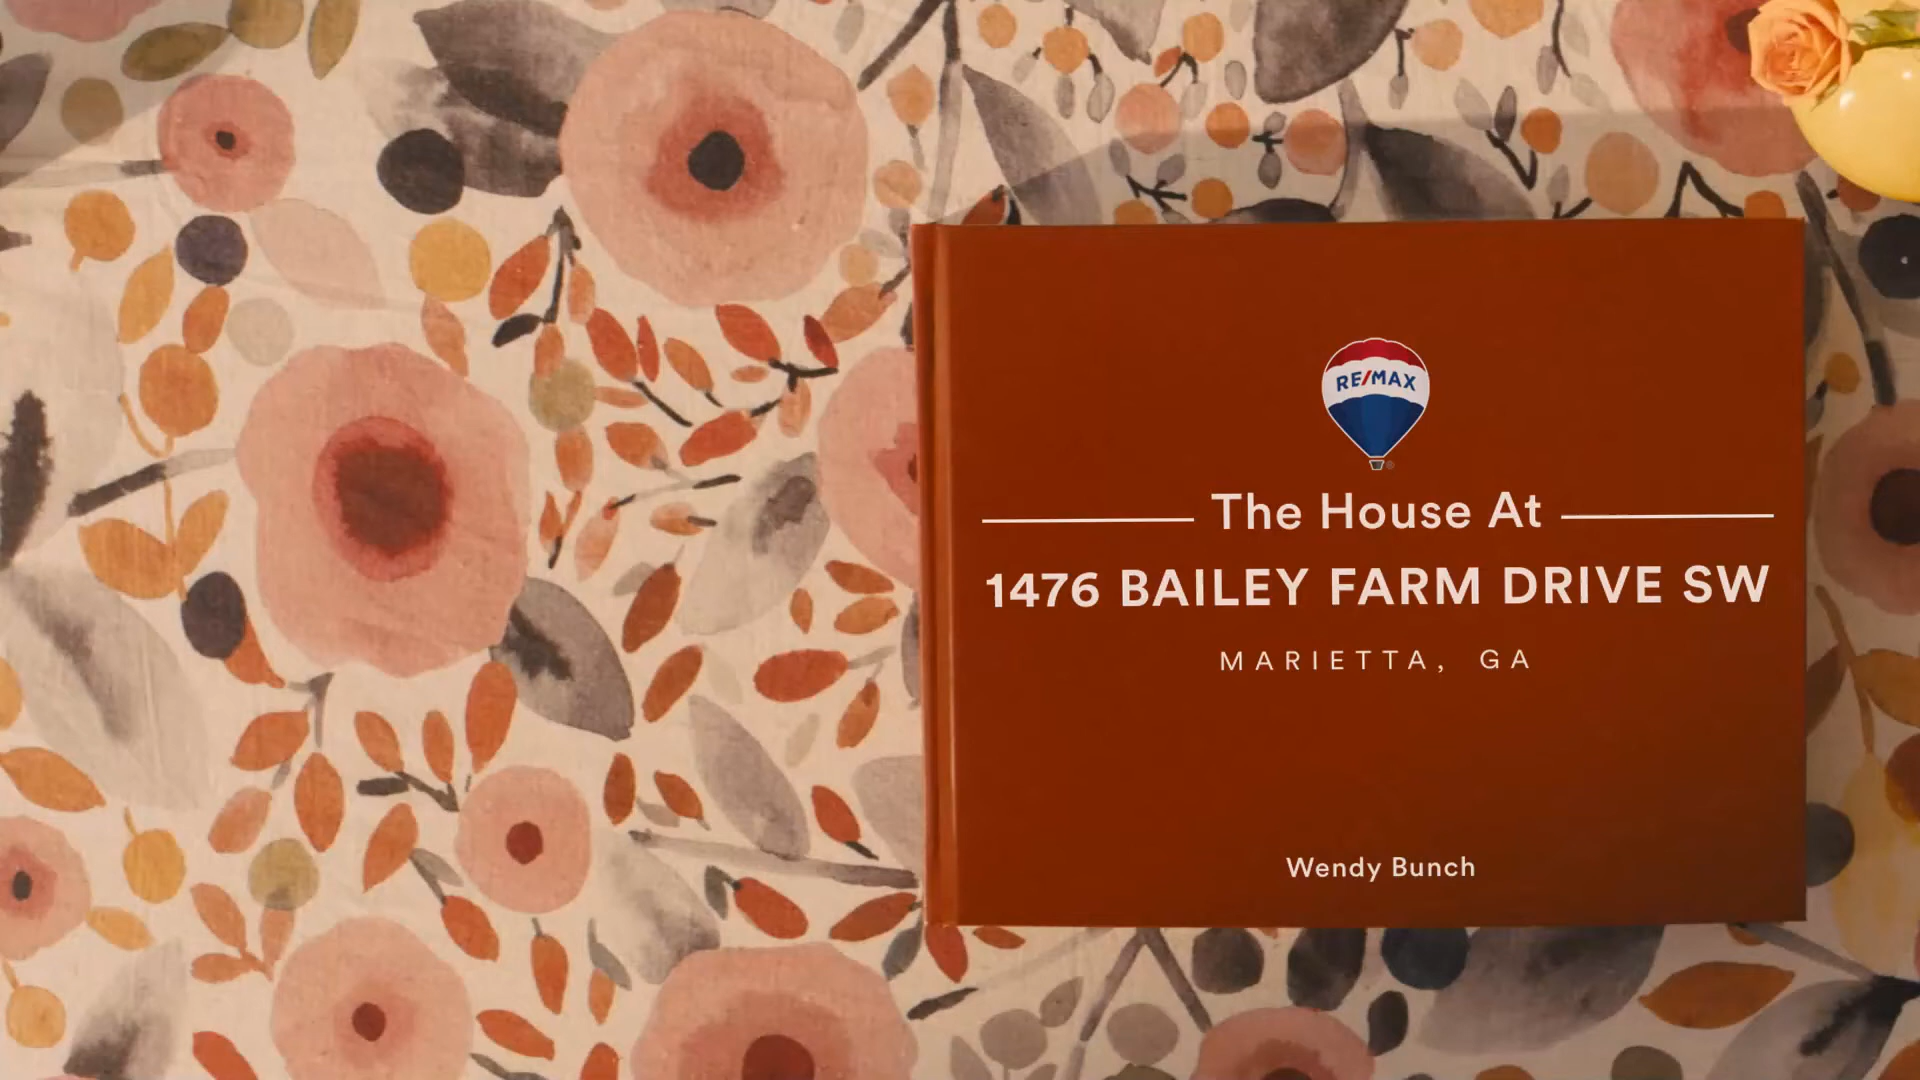 RE/MAX
The House At
1476 BAILEY FARM DRIVE SW
MARIETTA, GA
Wendy Bunch